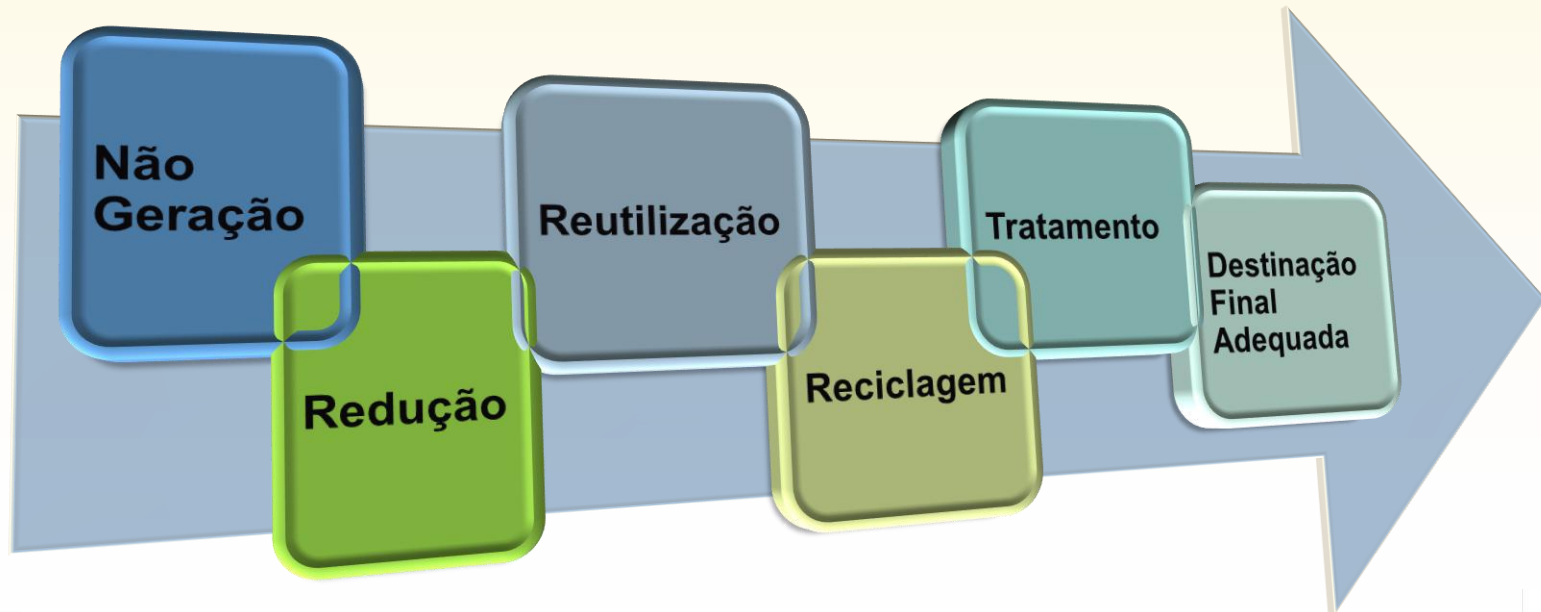 Não
Geração
Redução
Reutilização
Reciclagem
Tratamento
Destinação
Final
Adequada